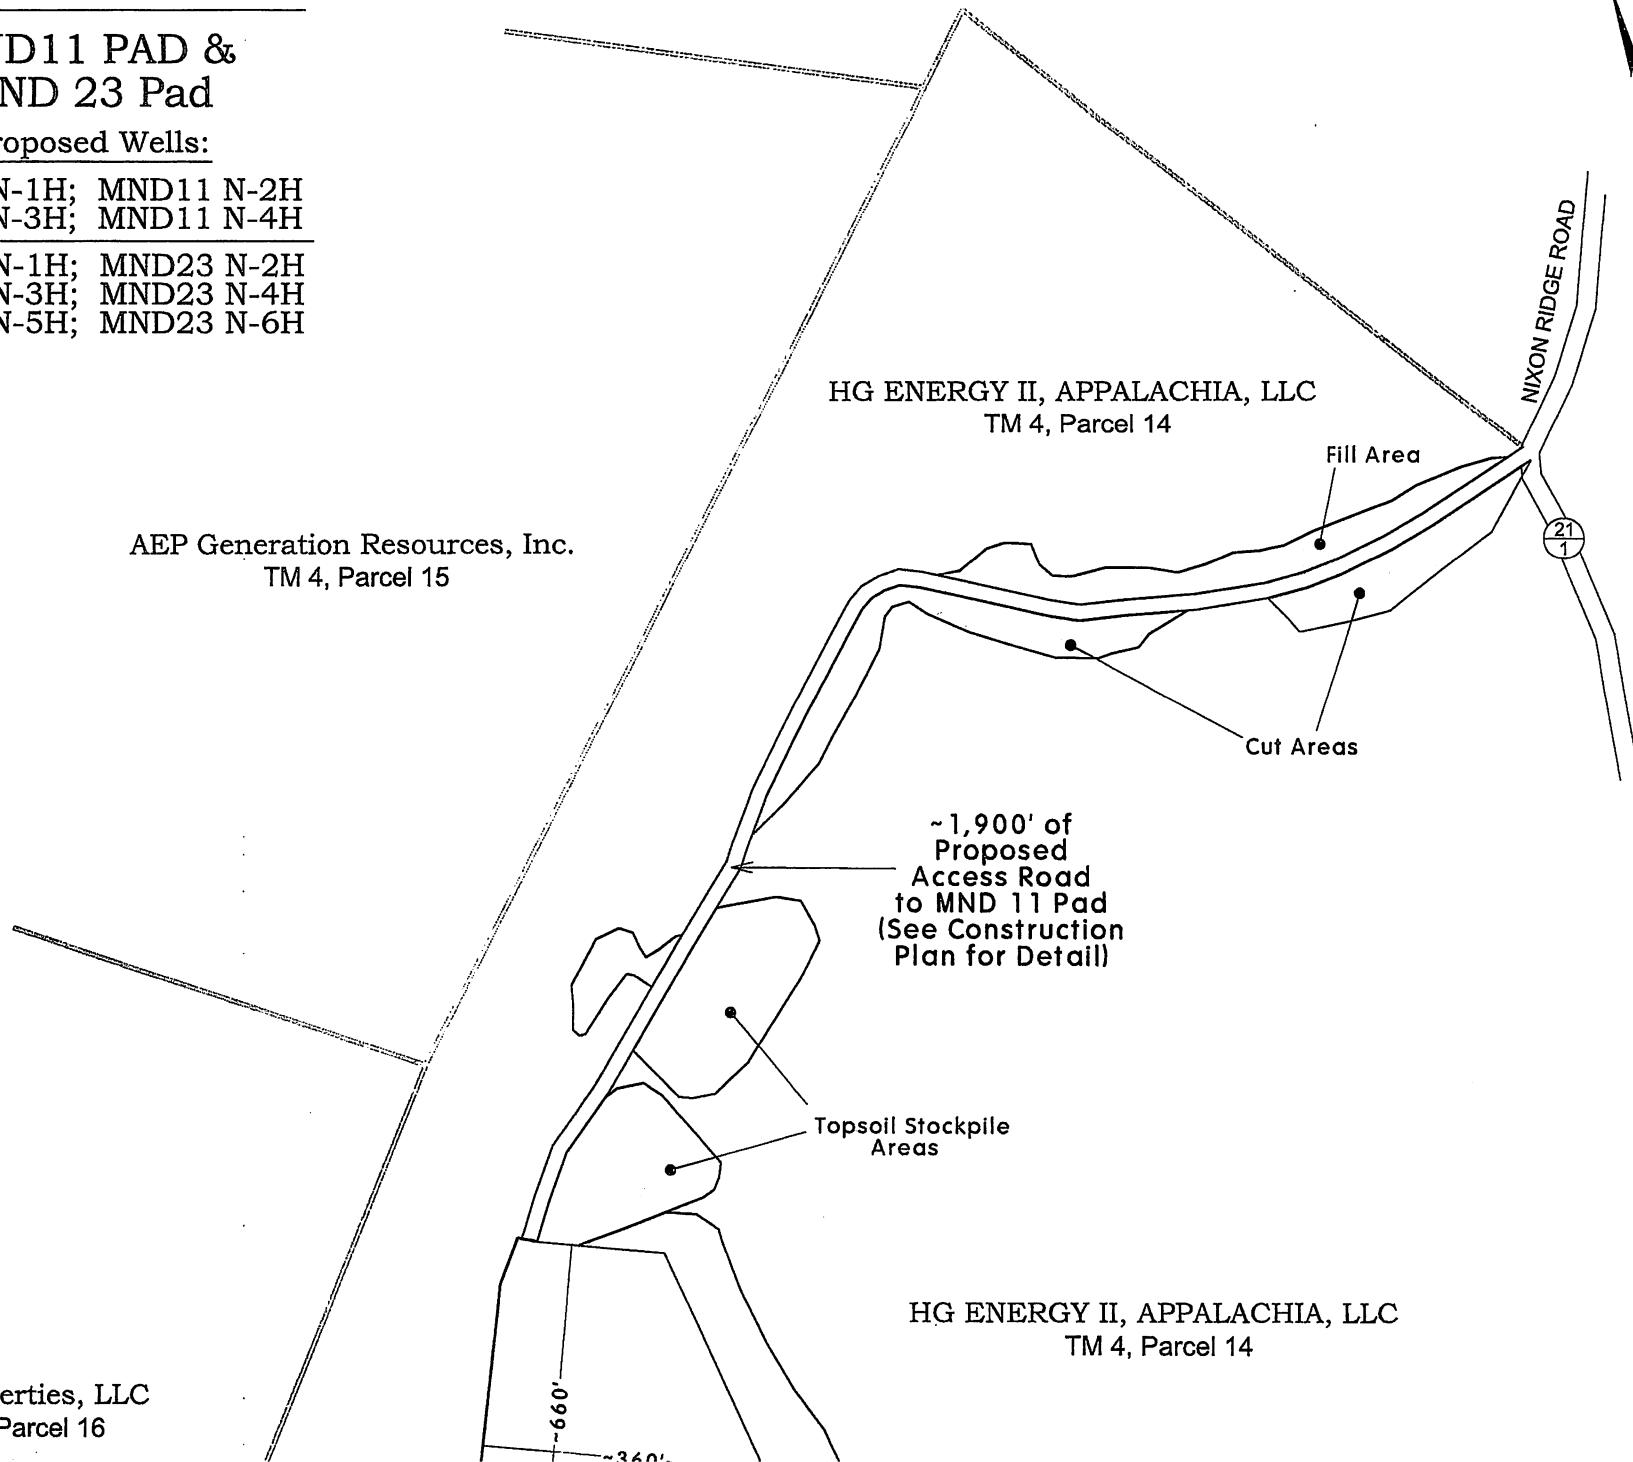 D11 PAD &
ND 23 Pad
roposed Wells:
N-1H; MND11 N-2H
N-3H; MND11 N-4H
N-1H; MND23 N-2H
N-3H; MND23 N-4H
N-5H; MND23 N-6H
NIXON RIDGE ROAD
HG ENERGY II, APPALACHIA, LLC
TM 4, Parcel 14
Fill Area
21
1
AEP Generation Resources, Inc.
TM 4, Parcel 15
Cut Areas
~1,900' of
Proposed
Access Road
to MND 11 Pad
(See Construction
Plan for Detail)
Topsoil Stockpile
Areas
HG ENERGY II, APPALACHIA, LLC
TM 4, Parcel 14
erties, LLC
Parcel 16
~660'
~360'